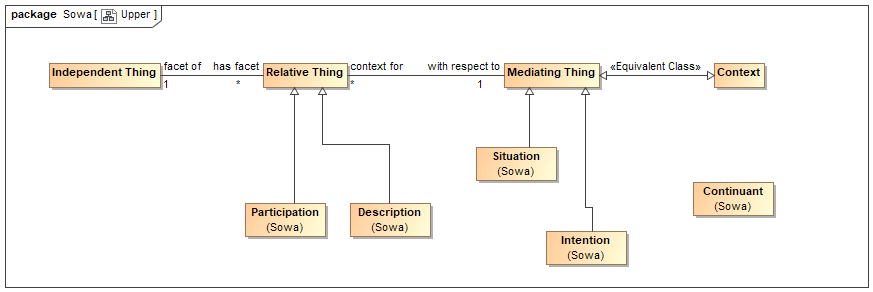 package Sowa [ Upper ]
Independent Thing
facet of
has facet
1
*
Relative Thing
context for
with respect to
*
1
Mediating Thing
«Equivalent Class»
Context
Situation
(Sowa)
Continuant
(Sowa)
Participation
(Sowa)
Description
(Sowa)
Intention
(Sowa)